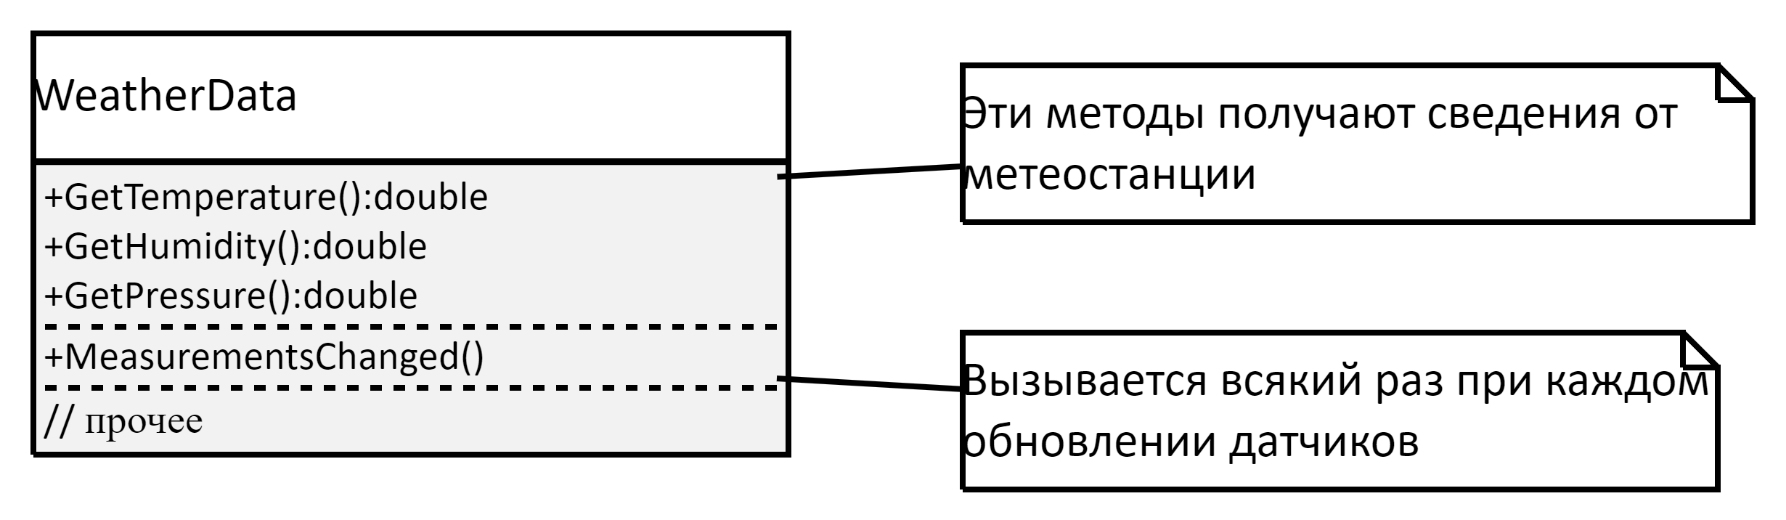 WeatherData
+GetTemperature():double
+GetHumidity():double
+GetPressure():double
+MeasurementsChanged()
// прочее
Эти методы получают сведения от
метеостанции
Вызывается всякий раз при каждом
обновлении датчиков